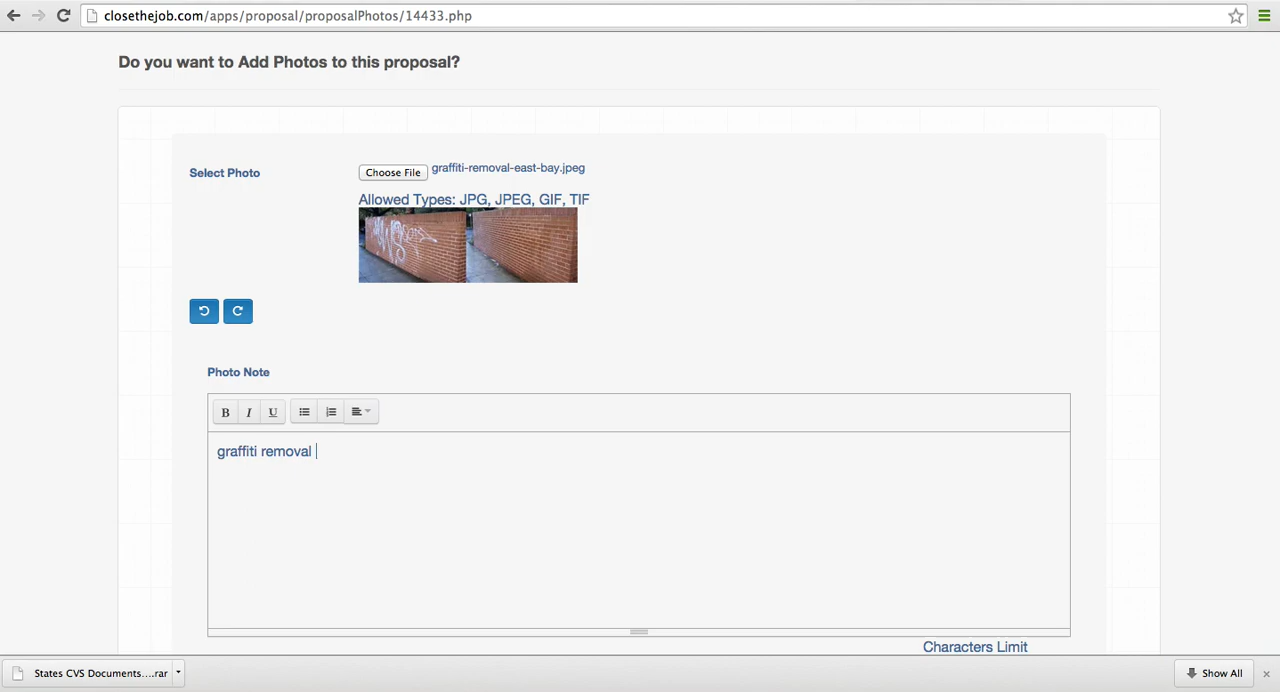 closethejob.com/apps/proposal/proposalPhotos/14433.php
Do you want to Add Photos to this proposal?
Select Photo
Choose File graffiti-removal-east-bay.jpeg
Allowed Types: JPG, JPEG, GIF, TIF
Photo Note
B I U
graffiti removal
Characters Limit
States CVS Documents....rar
Show All